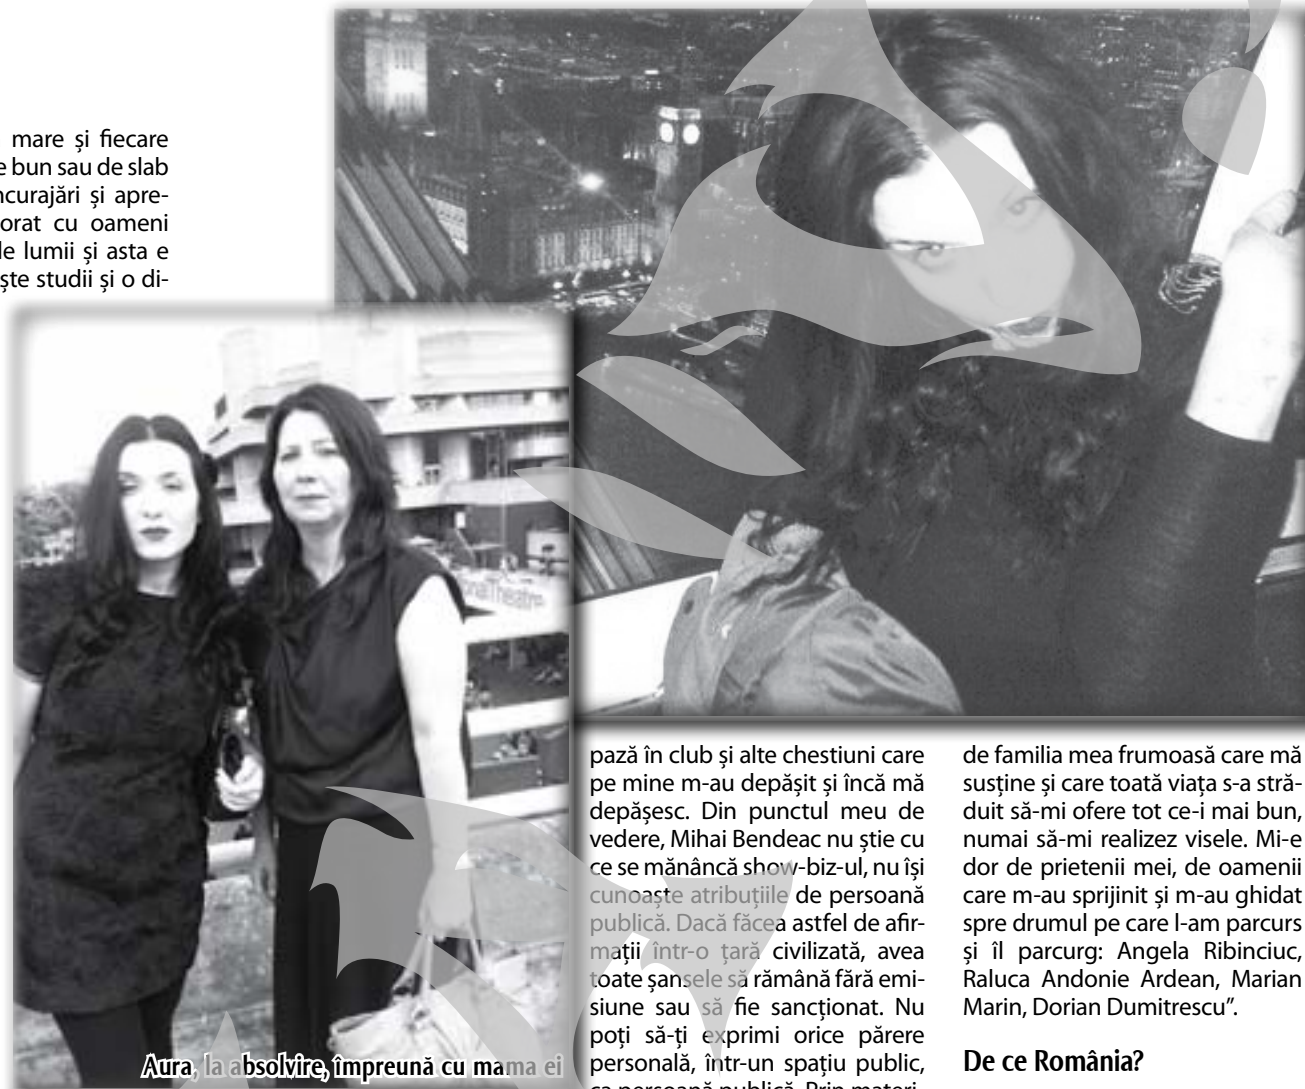 mare și fiecare
e bun sau de slab
ncurajări și apre-
orat cu oameni
le lumii și asta e
ește studii și o di-
onalTheatre
Aura, la absolvire, împreună cu mama ei
pază în club și alte chestiuni care
pe mine m-au depășit și încă mă
depășesc. Din punctul meu de
vedere, Mihai Bendeac nu știe cu
ce se mănâncă show-biz-ul, nu își
cunoaște atribuțiile de persoană
publică. Dacă făcea astfel de afir-
mații într-o țară civilizată, avea
toate șansele să rămână fără emi-
siune sau să fie sancționat. Nu
poți să-ți exprimi orice părere
personală, într-un spațiu public,
ca persoană publică. Prin materi-
de familia mea frumoasă care mă
susține și care toată viața s-a stră-
duit să-mi ofere tot ce-i mai bun,
numai să-mi realizez visele. Mi-e
dor de prietenii mei, de oamenii
care m-au sprijinit și m-au ghidat
spre drumul pe care l-am parcurs
și îl parcurg: Angela Ribinciuc,
Raluca Andonie Ardean, Marian
Marin, Dorian Dumitrescu”.
De ce România?